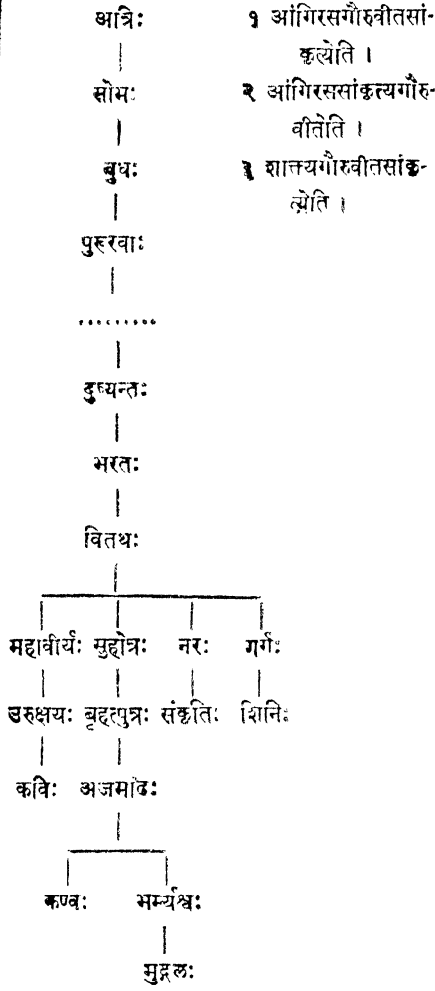 आत्रिः
सोमः
बुधः
पुरूरवाः
.........
दुष्यन्तः
भरतः
वितथः
महावीर्यः सुहोत्रः नरः गर्गः
उरुक्षयः बृहत्पुत्रः संकृतिः शिनिः
कविः अजमीढः
कण्वः भर्म्यश्वः
मुद्गलः
१ आंगिरसगौरुवीतसां-
कृत्येति ।
२ आंगिरससांकृत्यगौरु-
वीतेति ।
३ शाक्त्यगौरुवीतसांकृ-
त्येति ।